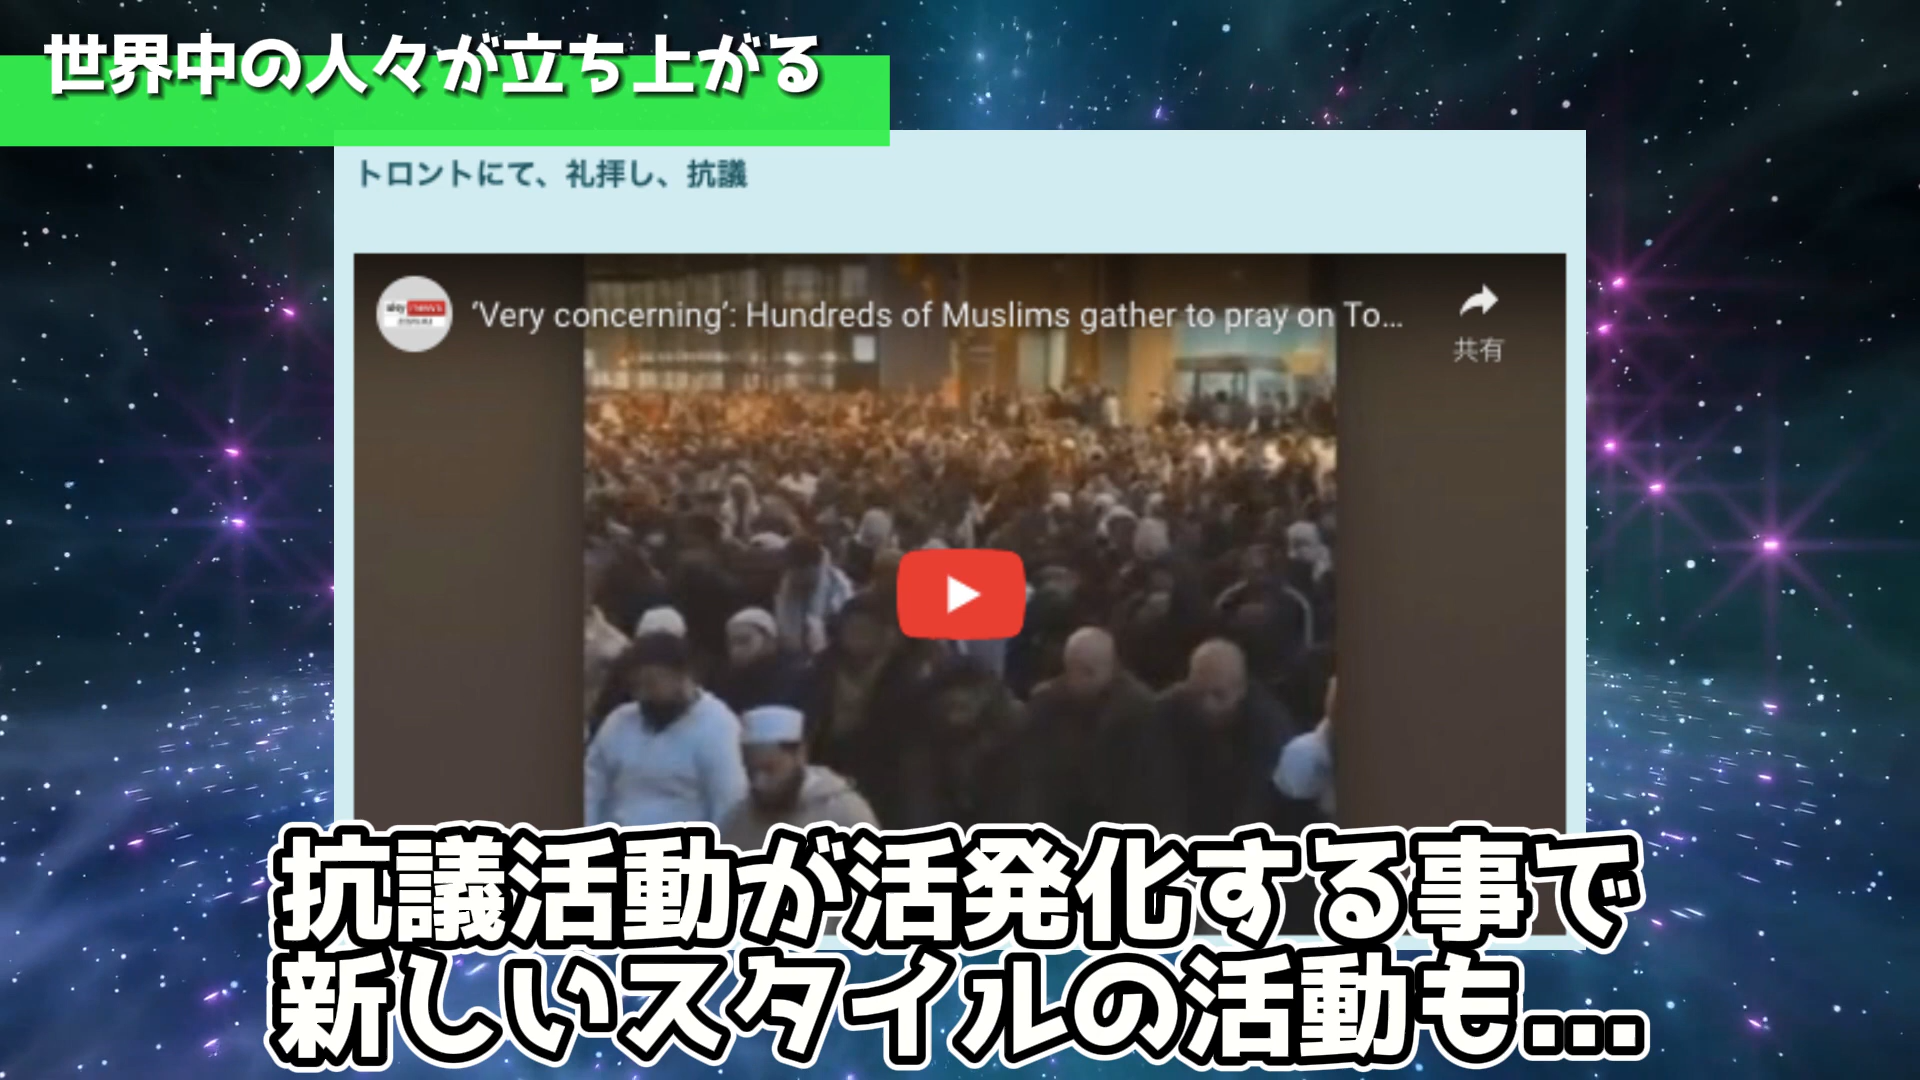 世界中の人々が立ち上がる
トロントにて、礼拝し、抗議
‘Very concerning’: Hundreds of Muslims gather to pray on To...
共有
抗議活動が活発化する事で
新しいスタイルの活動も...